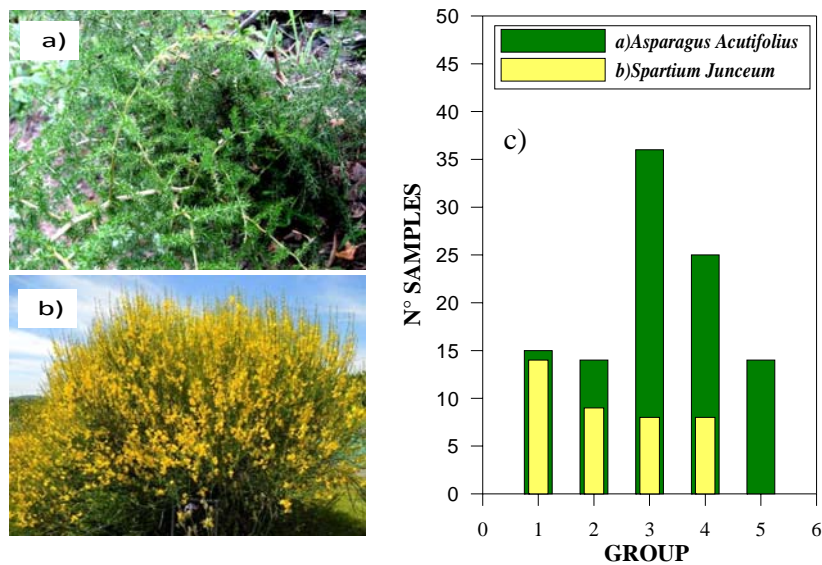 a)
b)
a)Asparagus Acutifolius
b)Spartium Junceum
c)
50
45
40
35
30
25
20
15
10
5
0
N° SAMPLES
0 1 2 3 4 5 6
GROUP